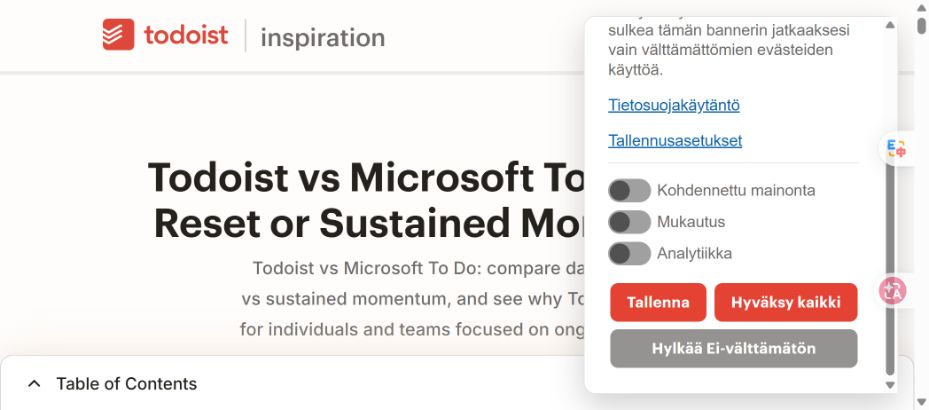 todoist
inspiration
Todoist vs Microsoft To
Reset or Sustained Mo
Todoist vs Microsoft To Do: compare da
vs sustained momentum, and see why To
for individuals and teams focused on ong
Table of Contents
sulkea tämän bannerin jatkaaksesi
vain välttämättömien evästeiden
käyttöä.
Tietosuojakäytäntö
Tallennusasetukset
Kohdennettu mainonta
Mukautus
Analytiikka
Tallenna
Hyväksy kaikki
Hylkää Ei-välttämätön